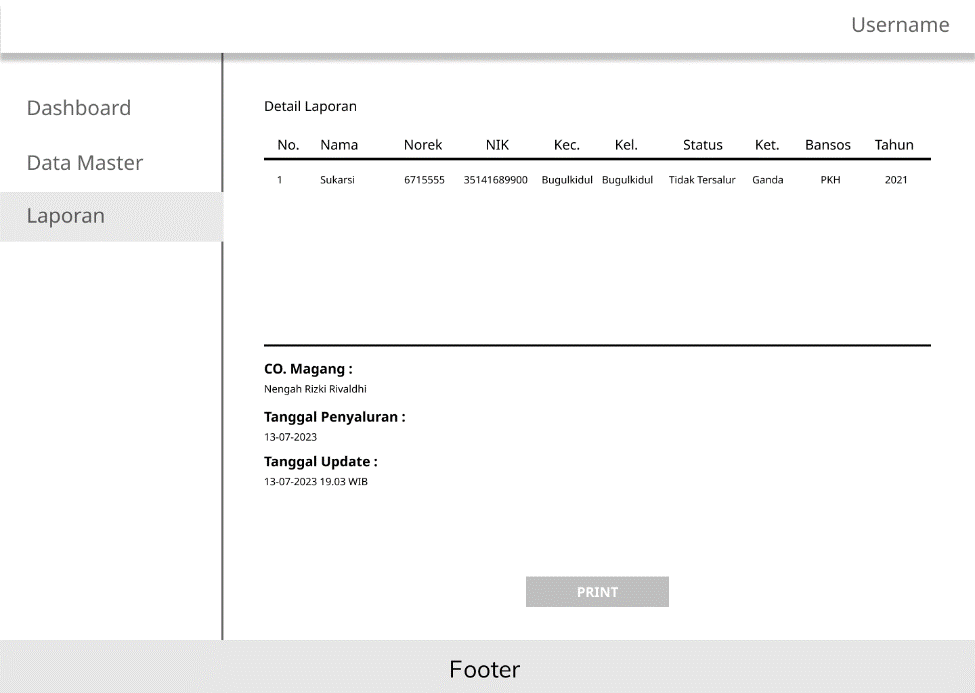 Username
Dashboard
Data Master
Laporan
Detail Laporan
No. Nama Norek NIK Kec. Kel. Status Ket. Bansos Tahun
1 Sukarsi 6715555 35141689900 Bugulkidul Bugulkidul Tidak Tersalur Ganda PKH 2021
CO. Magang :
Nengah Rizki Rivaldhi
Tanggal Penyaluran :
13-07-2023
Tanggal Update :
13-07-2023 19.03 WIB
PRINT
Footer